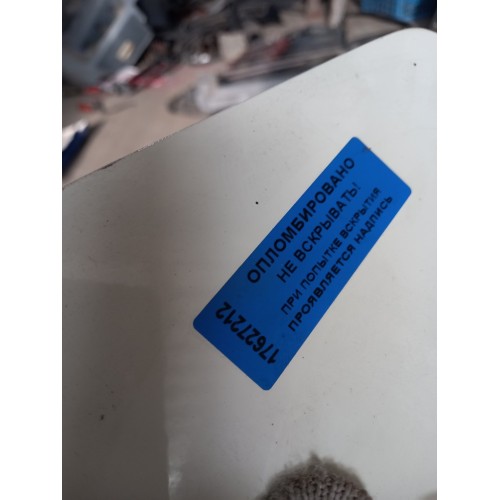 ОПЛОМБИРОВАНО
НЕ ВСКРЫВАТЬ!
ПРИ ПОПЫТКЕ ВСКРЫТИЯ
ПРОЯВЛЯЕТСЯ НАДПИСЬ
17627212